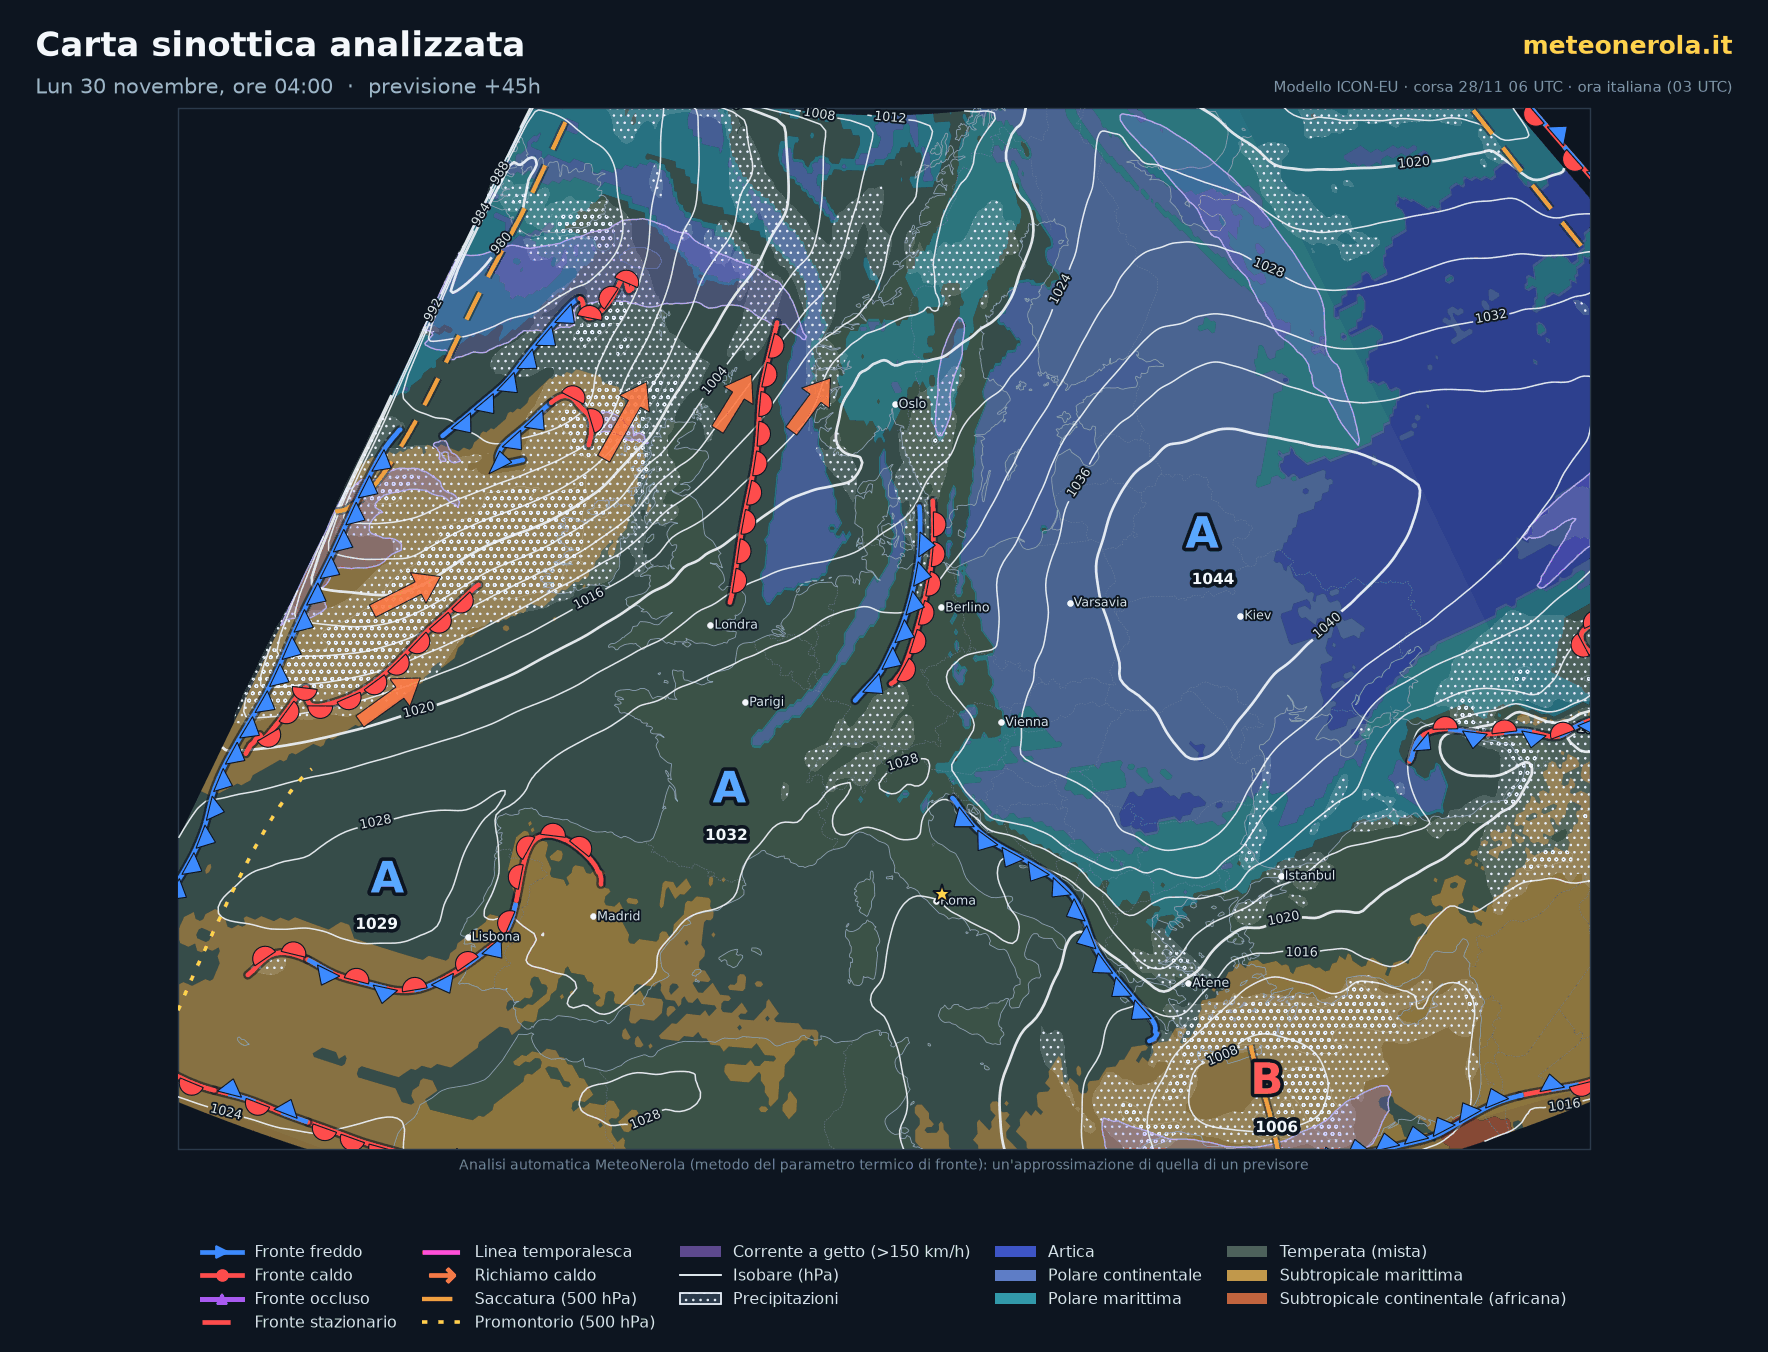 Carta sinottica analizzata
meteonerola.it
Lun 30 novembre, ore 04:00 · previsione +45h
Modello ICON-EU · corsa 28/11 06 UTC · ora italiana (03 UTC)
1008
1012
988
1020
984
980
1028
1024
992
1032
1004
Oslo
1036
A
1044
1016
Berlino
Varsavia
Kiev
Londra
1040
1020
Parigi
Vienna
1028
A
1032
1028
A
1029
Istanbul
Roma
Madrid
1020
Lisbona
1016
Atene
1008
B
1006
1024
1028
1016
Analisi automatica MeteoNerola (metodo del parametro termico di fronte): un'approssimazione di quella di un previsore
Fronte freddo
Linea temporalesca
Corrente a getto (>150 km/h)
Artica
Temperata (mista)
Fronte caldo
Richiamo caldo
Isobare (hPa)
Polare continentale
Subtropicale marittima
Fronte occluso
Saccatura (500 hPa)
Precipitazioni
Polare marittima
Subtropicale continentale (africana)
Fronte stazionario
Promontorio (500 hPa)